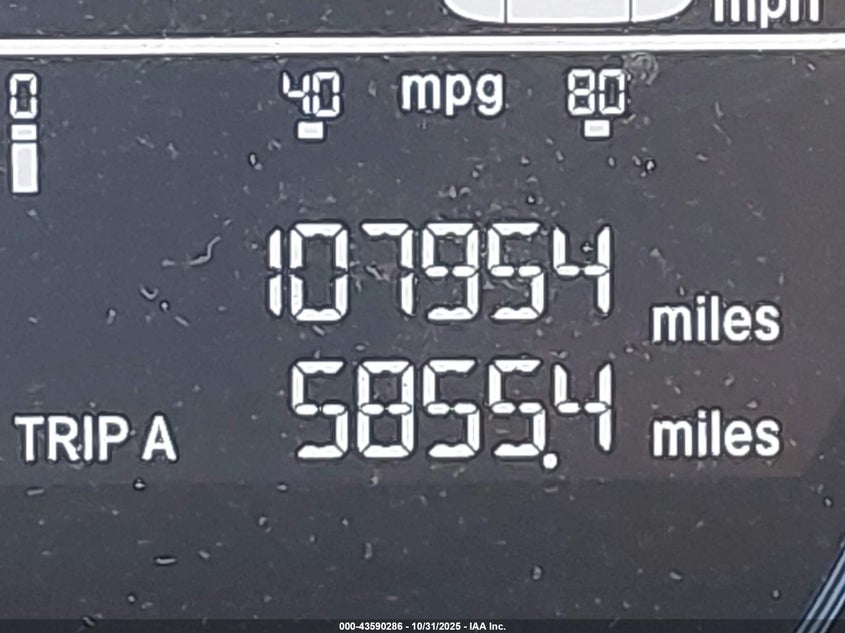 mph
0 40 mpg 80
107954 miles
TRIP A 5855.4 miles
000-43590286 - 10/31/2025 - IAA Inc.